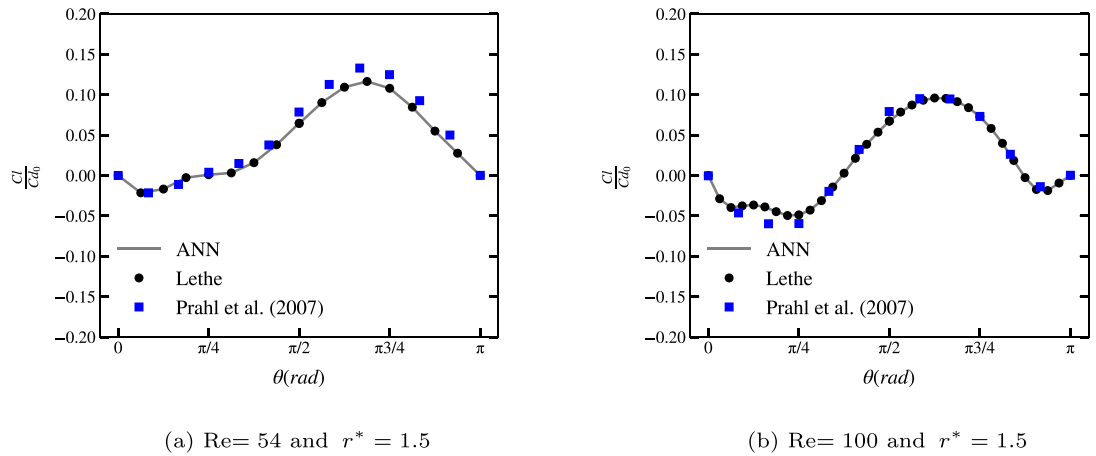 0.20
0.15
0.10
0.05
0.00
−0.05
−0.10
−0.15
−0.20
Cl
Cd0
ANN
Lethe
Prahl et al. (2007)
0 π/4 π/2 π3/4 π
θ(rad)
(a) Re= 54 and r* = 1.5
0.20
0.15
0.10
0.05
0.00
−0.05
−0.10
−0.15
−0.20
Cl
Cd0
ANN
Lethe
Prahl et al. (2007)
0 π/4 π/2 π3/4 π
θ(rad)
(b) Re= 100 and r* = 1.5